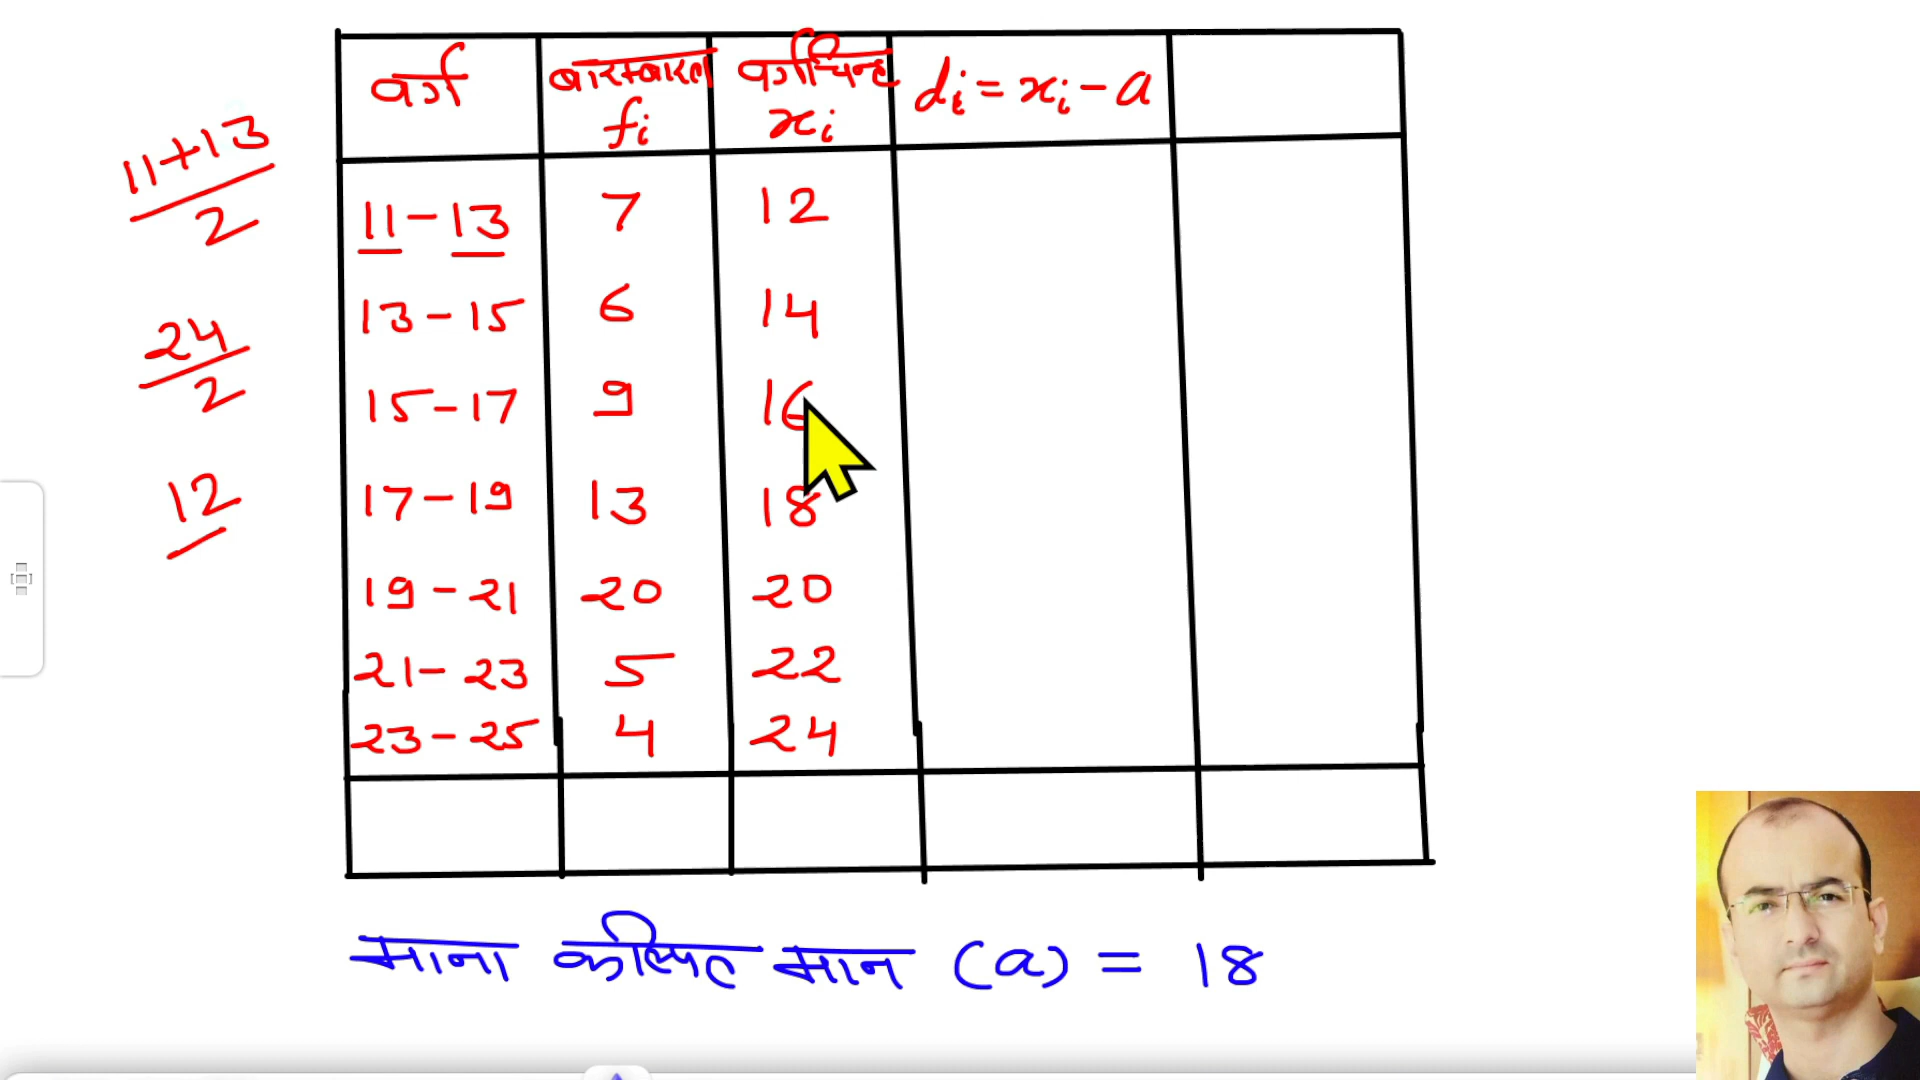 वर्ग बारम्बारता वर्गचिन्ह di = xi - a
fi xi
11-13 7 12
13-15 6 14
15-17 9 16
17-19 13 18
19-21 20 20
21-23 5 22
23-25 4 24
11+13
2
24
2
12
माना कल्पित मान (a) = 18